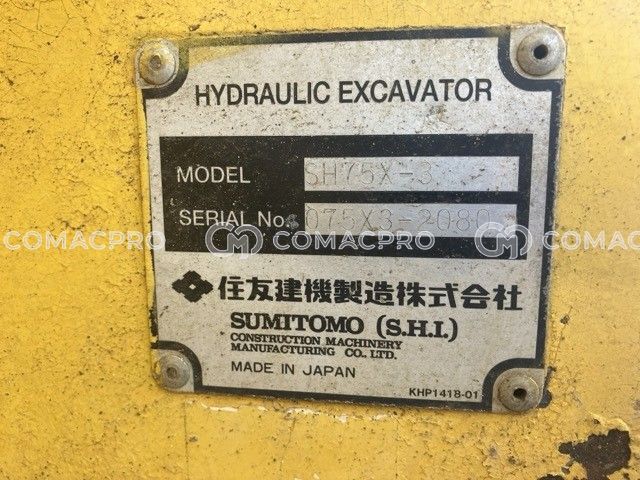 HYDRAULIC EXCAVATOR
MODEL SH75X-3
SERIAL No. 075X3-2080
COMACPRO COMACPRO COMACPRO
住友建機製造株式会社
SUMITOMO (S.H.I.)
CONSTRUCTION MACHINERY
MANUFACTURING CO., LTD.
MADE IN JAPAN
KHP1418-01